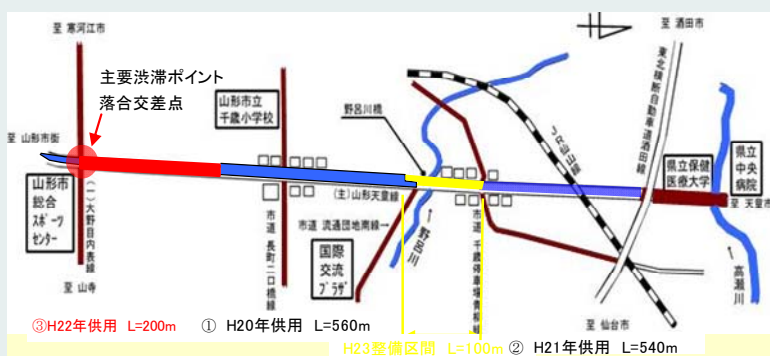 至 寒河江市
至 酒田市
主要渋滞ポイント
落合交差点
山形市立
千歳小学校
野呂川橋
JR仙山線
東北横断自動車道酒田線
至 山形市街
県立保健
医療大学
県立
中央
病院
至 天童市
山形市
総合
スポーツ
センター
(一)大野目内表線
(主)山形天童線
市道 長町二口橋線
市道 流通団地南線→
国際
交流
プラザ
→野呂川
市道 千歳停車場青柳線
→高瀬川
至 山寺
至 仙台市
③H22年供用 L=200m
① H20年供用 L=560m
H23整備区間 L=100m
② H21年供用 L=540m